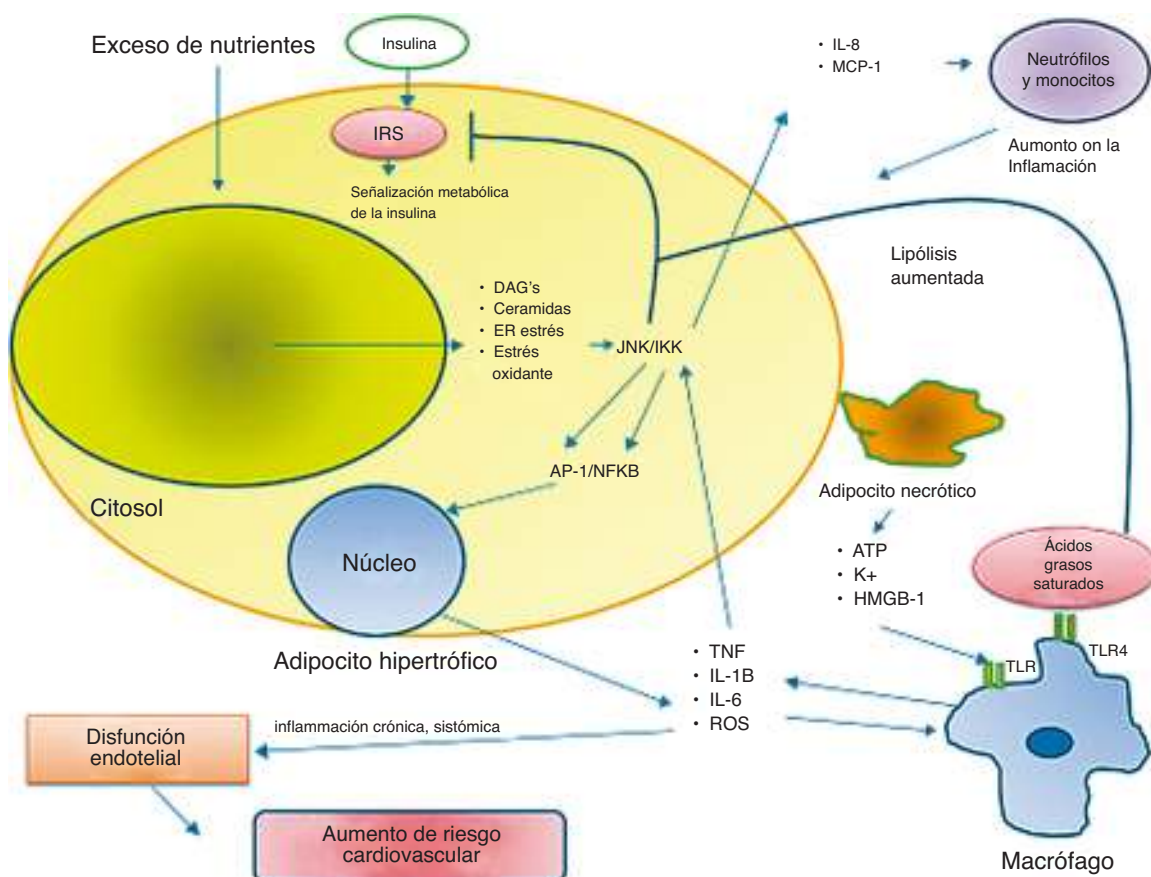 Exceso de nutrientes
Insulina
IRS
Señalización metabólica
de la insulina
• IL-8
• MCP-1
Neutrófilos
y monocitos
Aumonto on la
Inflamación
Lipólisis
aumentada
• DAG's
• Ceramidas
• ER estrés
• Estrés
oxidante
JNK/IKK
AP-1/NFKB
Citosol
Núcleo
Adipocito hipertrófico
Adipocito necrótico
• ATP
• K+
• HMGB-1
Ácidos
grasos
saturados
TLR
TLR4
• TNF
• IL-1B
• IL-6
• ROS
inflammación crónica, sistómica
Disfunción
endotelial
Aumento de riesgo
cardiovascular
Macrófago